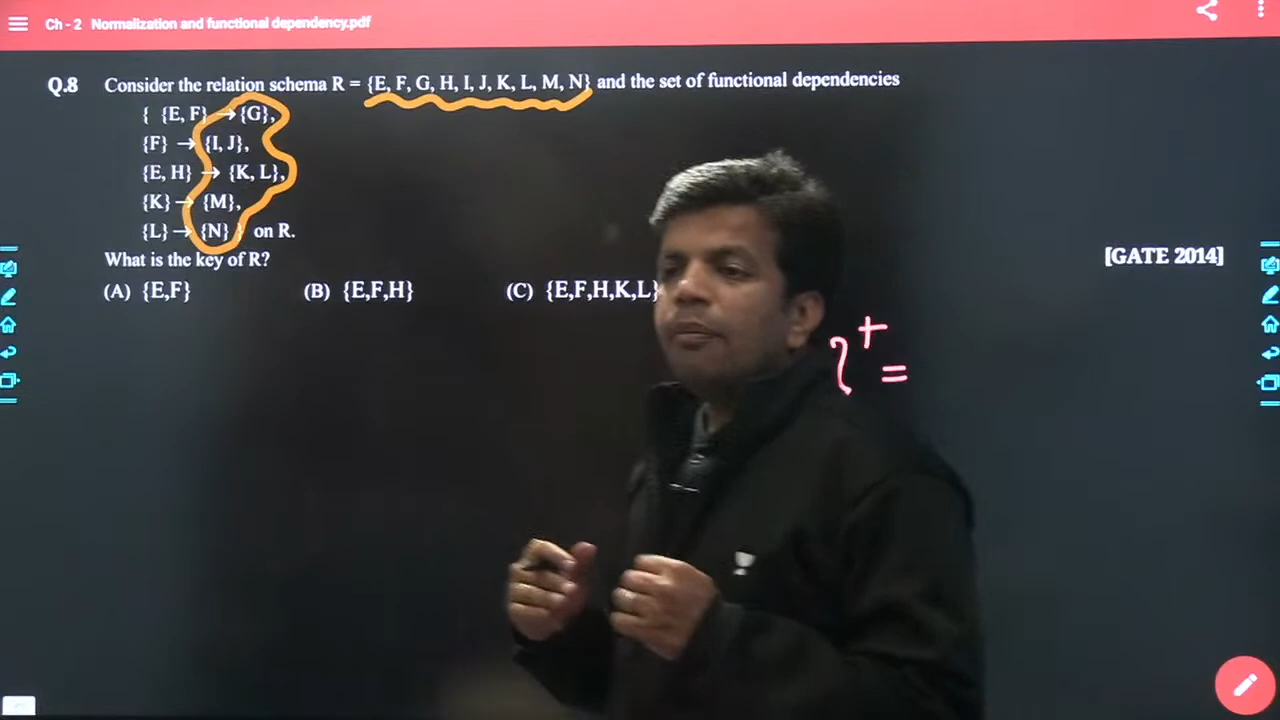 Ch - 2 Normalization and functional dependency.pdf
Q.8 Consider the relation schema R = {E, F, G, H, I, J, K, L, M, N} and the set of functional dependencies
{ {E, F} → {G},
{F} → {I, J},
{E, H} → {K, L},
{K} → {M},
{L} → {N} } on R.
What is the key of R?
[GATE 2014]
(A) {E,F} (B) {E,F,H} (C) {E,F,H,K,L}
}⁺ =